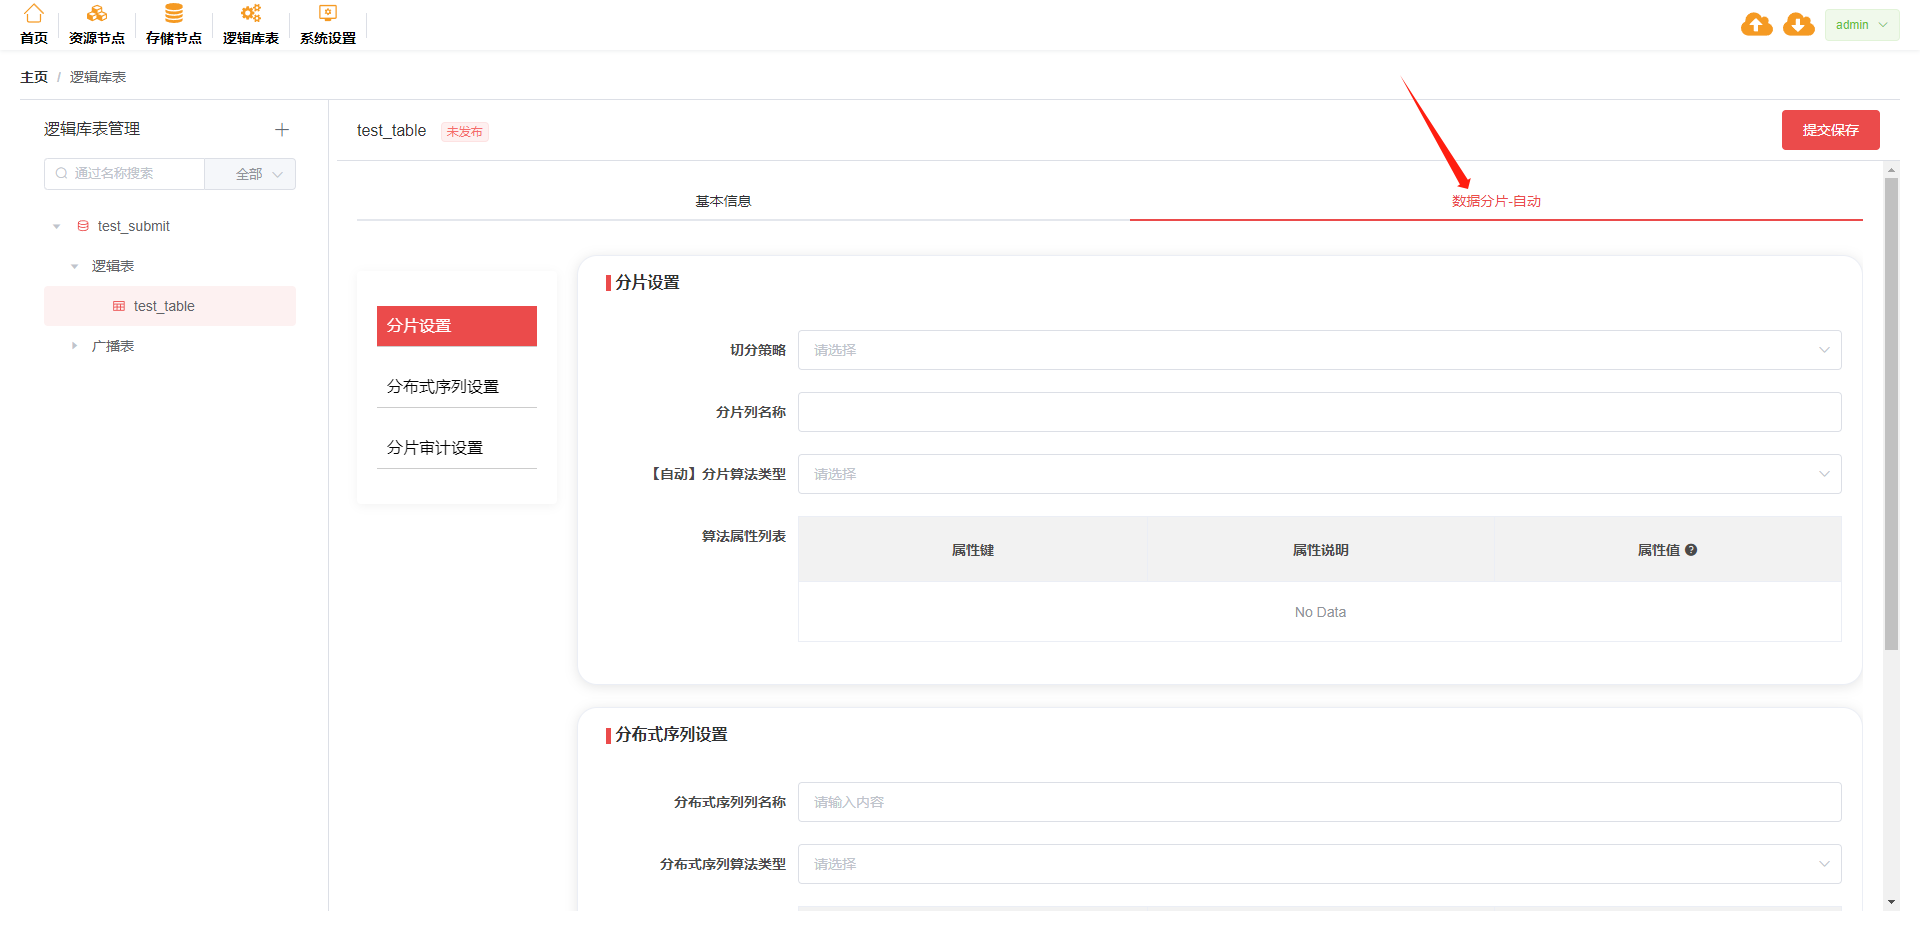 首页
资源节点
存储节点
逻辑库表
系统设置
admin
主页 / 逻辑库表
逻辑库表管理
通过名称搜索
全部
test_submit
逻辑表
test_table
广播表
test_table
未发布
提交保存
基本信息
数据分片-自动
分片设置
分布式序列设置
分片审计设置
分片设置
切分策略
请选择
分片列名称
【自动】分片算法类型
请选择
算法属性列表
属性键
属性说明
属性值
No Data
分布式序列设置
分布式序列列名称
请输入内容
分布式序列算法类型
请选择